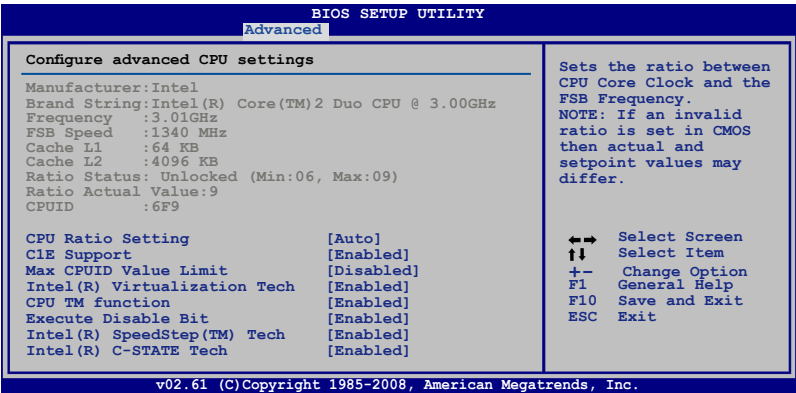 BIOS SETUP UTILITY
Advanced
Configure advanced CPU settings
Manufacturer:Intel
Brand String:Intel(R) Core(TM)2 Duo CPU @ 3.00GHz
Frequency :3.01GHz
FSB Speed :1340 MHz
Cache L1 :64 KB
Cache L2 :4096 KB
Ratio Status: Unlocked (Min:06, Max:09)
Ratio Actual Value:9
CPUID :6F9
CPU Ratio Setting [Auto]
C1E Support [Enabled]
Max CPUID Value Limit [Disabled]
Intel(R) Virtualization Tech [Enabled]
CPU TM function [Enabled]
Execute Disable Bit [Enabled]
Intel(R) SpeedStep(TM) Tech [Enabled]
Intel(R) C-STATE Tech [Enabled]
Sets the ratio between
CPU Core Clock and the
FSB Frequency.
NOTE: If an invalid
ratio is set in CMOS
then actual and
setpoint values may
differ.
←→ Select Screen
↑↓ Select Item
+- Change Option
F1 General Help
F10 Save and Exit
ESC Exit
v02.61 (C)Copyright 1985-2008, American Megatrends, Inc.